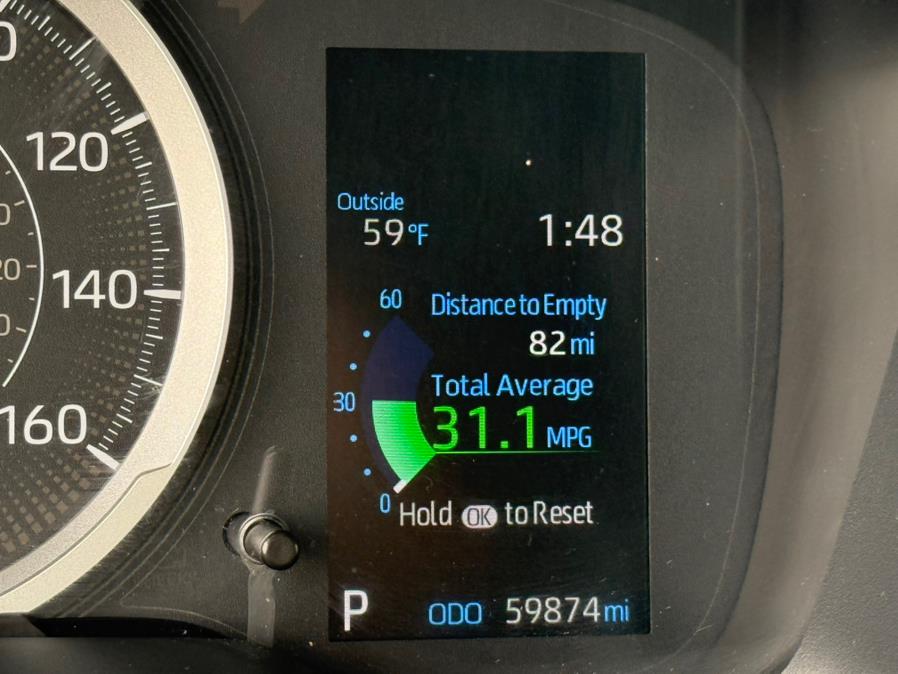 120
140
160
Outside
59°F 1:48
60 Distance to Empty
82 mi
Total Average
30 31.1 MPG
0 Hold OK to Reset
P ODO 59874 mi